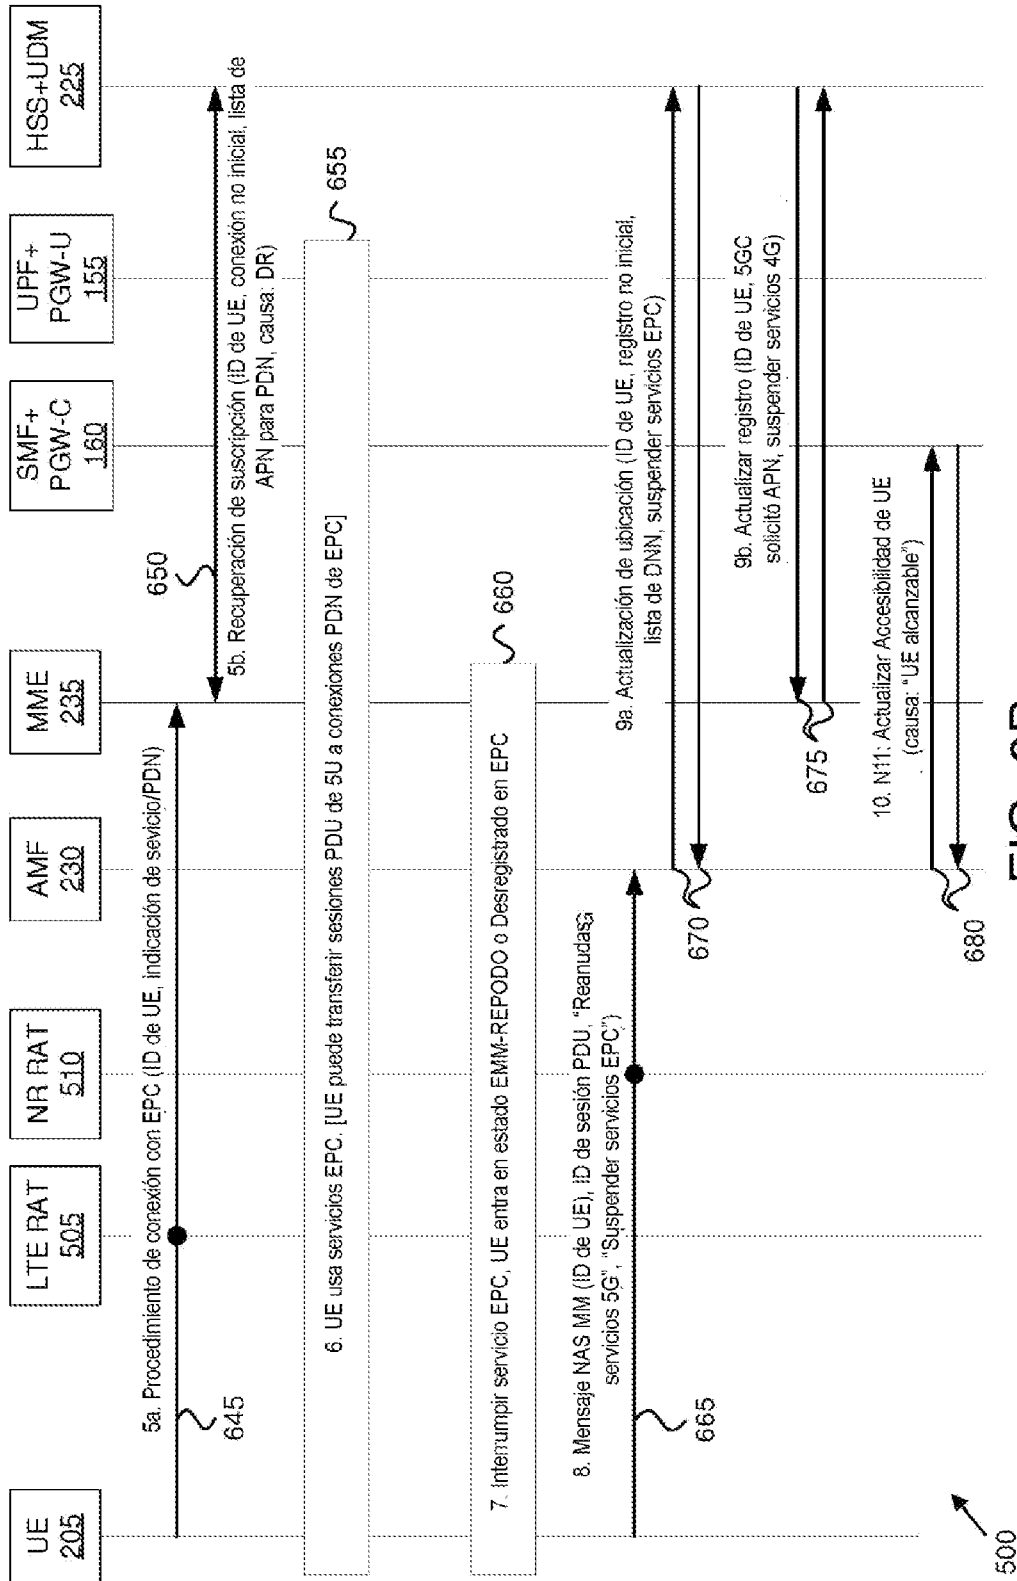 UE
205
LTE RAT
505
NR RAT
510
AMF
230
MME
235
SMF+
PGW-C
160
UPF+
PGW-U
155
HSS+UDM
225
5a. Procedimiento de conexión con EPC (ID de UE, indicación de sevicio/PDN)
645
650
5b. Recuperación de suscripción (ID de UE, conexión no inicial, lista de
APN para PDN, causa: DR)
6. UE usa servicios EPC. [UE puede transferir sesiones PDU de 5U a conexiones PDN de EPC]
655
7. Interrumpir servicio EPC, UE entra en estado EMM-REPODO o Desregistrado en EPC
660
8. Mensaje NAS MM (ID de UE), ID de sesión PDU, “Reanudas
servicios 5G”, “Suspender servicios EPC”)
665
9a. Actualización de ubicación (ID de UE, registro no inicial,
lista de DNN, suspender servicios EPC)
670
9b. Actualizar registro (ID de UE, 5GC
solicitó APN, suspender servicios 4G)
675
10. N11: Actualizar Accesibilidad de UE
(causa: “UE alcanzable”)
680
500